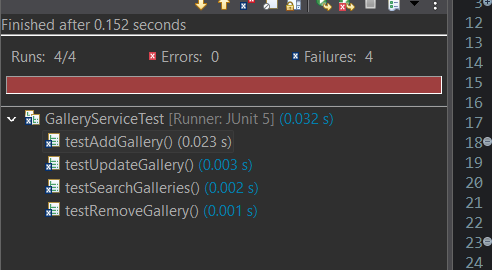 Finished after 0.152 seconds
Runs: 4/4 Errors: 0 Failures: 4
GalleryServiceTest [Runner: JUnit 5] (0.032 s)
testAddGallery() (0.023 s)
testUpdateGallery() (0.003 s)
testSearchGalleries() (0.002 s)
testRemoveGallery() (0.001 s)
3
12
13
14
15
16
17
18
19
20
21
22
23
24